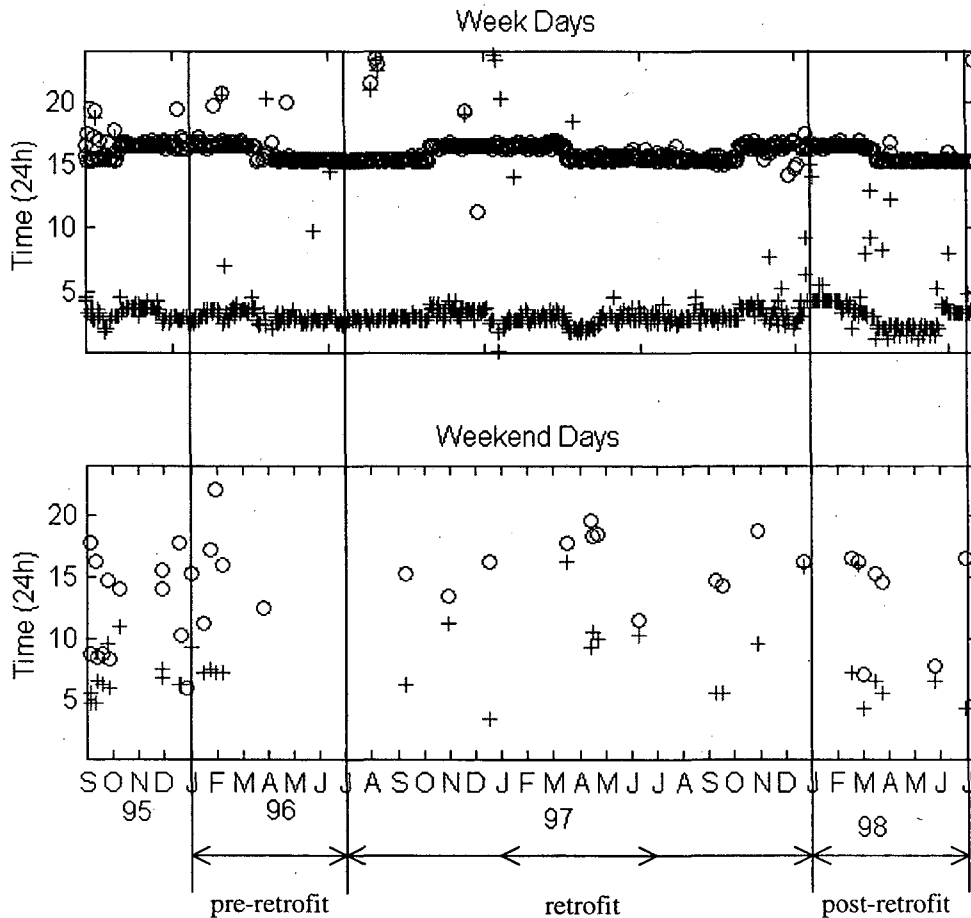 Week Days
Time (24h)
20
15
10
5
Weekend Days
Time (24h)
20
15
10
5
S O N D J F M A M J J A S O N D J F M A M J J A S O N D J F M A M J J
95 96 97 98
pre-retrofit retrofit post-retrofit